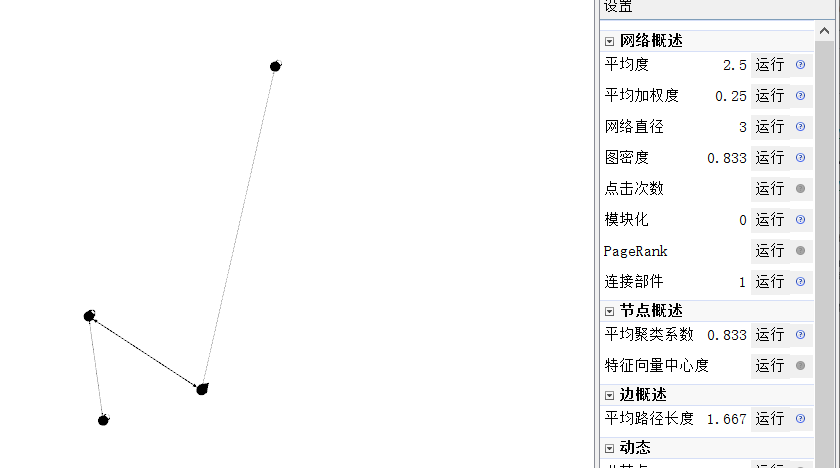 设置
网络概述
平均度 2.5 运行
平均加权度 0.25 运行
网络直径 3 运行
图密度 0.833 运行
点击次数 运行
模块化 0 运行
PageRank 运行
连接部件 1 运行
节点概述
平均聚类系数 0.833 运行
特征向量中心度 运行
边概述
平均路径长度 1.667 运行
动态